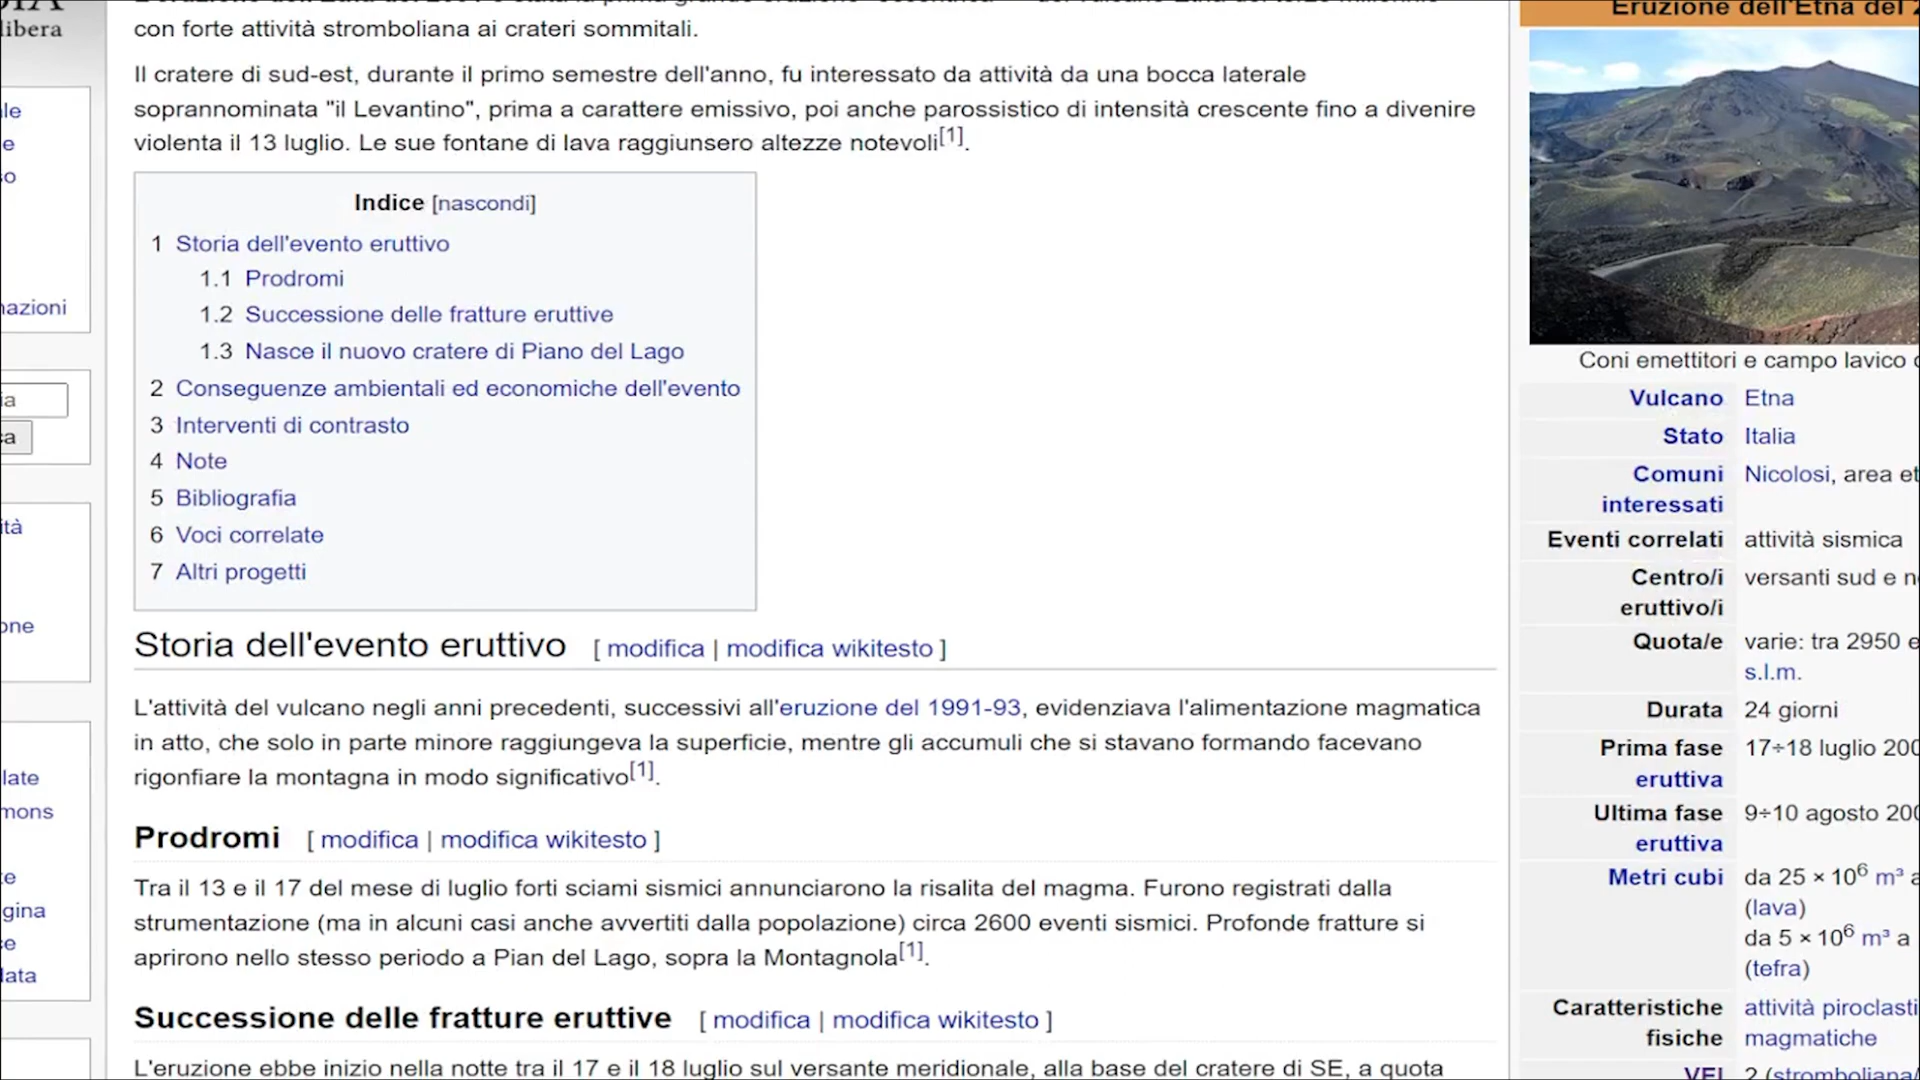 libera
con forte attività stromboliana ai crateri sommitali.
Il cratere di sud-est, durante il primo semestre dell'anno, fu interessato da attività da una bocca laterale
soprannominata "il Levantino", prima a carattere emissivo, poi anche parossistico di intensità crescente fino a divenire
violenta il 13 luglio. Le sue fontane di lava raggiunsero altezze notevoli[1].
Indice [nascondi]
1 Storia dell'evento eruttivo
1.1 Prodromi
1.2 Successione delle fratture eruttive
1.3 Nasce il nuovo cratere di Piano del Lago
2 Conseguenze ambientali ed economiche dell'evento
3 Interventi di contrasto
4 Note
5 Bibliografia
6 Voci correlate
7 Altri progetti
Storia dell'evento eruttivo [ modifica | modifica wikitesto ]
L'attività del vulcano negli anni precedenti, successivi all'eruzione del 1991-93, evidenziava l'alimentazione magmatica
in atto, che solo in parte minore raggiungeva la superficie, mentre gli accumuli che si stavano formando facevano
rigonfiare la montagna in modo significativo[1].
Prodromi [ modifica | modifica wikitesto ]
Tra il 13 e il 17 del mese di luglio forti sciami sismici annunciarono la risalita del magma. Furono registrati dalla
strumentazione (ma in alcuni casi anche avvertiti dalla popolazione) circa 2600 eventi sismici. Profonde fratture si
aprirono nello stesso periodo a Pian del Lago, sopra la Montagnola[1].
Successione delle fratture eruttive [ modifica | modifica wikitesto ]
L'eruzione ebbe inizio nella notte tra il 17 e il 18 luglio sul versante meridionale, alla base del cratere di SE, a quota
Eruzione dell'Etna del 2
Coni emettitori e campo lavico
Vulcano Etna
Stato Italia
Comuni interessati Nicolosi, area et
Eventi correlati attività sismica
Centro/i eruttivo/i versanti sud e n
Quota/e varie: tra 2950 e
s.l.m.
Durata 24 giorni
Prima fase eruttiva 17÷18 luglio 200
Ultima fase eruttiva 9÷10 agosto 200
Metri cubi da 25 × 10⁶ m³ a
(lava)
da 5 × 10⁶ m³ a
(tefra)
Caratteristiche fisiche attività piroclasti
magmatiche
VEI 2 (stromboliana/